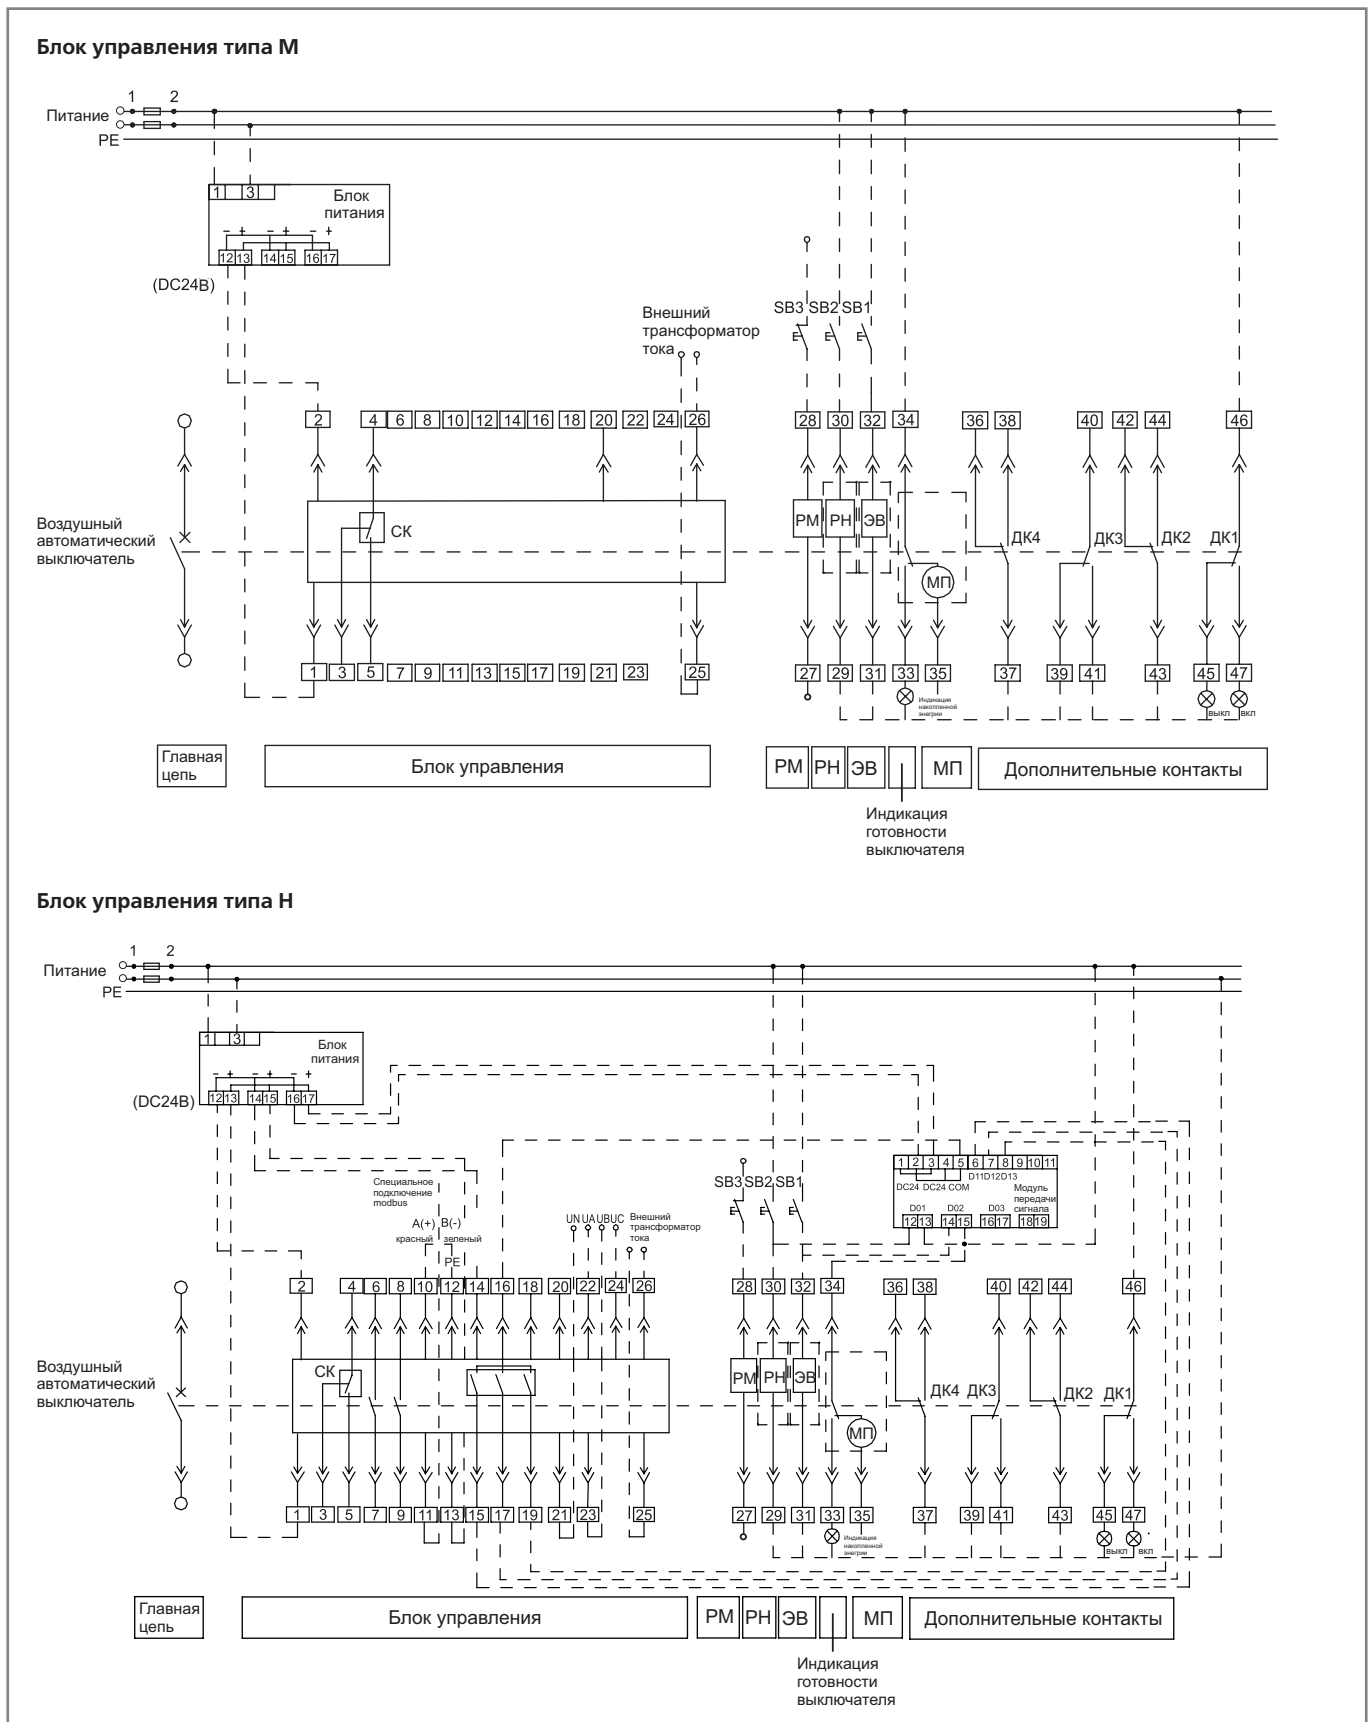 Блок управления типа М
1 2
Питание
PE
1 3
Блок
питания
- + - + - +
12 13 14 15 16 17
(DC24В)
Внешний
трансформатор
тока
SB3 SB2 SB1
2 4 6 8 10 12 14 16 18 20 22 24 26 28 30 32 34 36 38 40 42 44 46
Воздушный
автоматический
выключатель
СК
РМ РН ЭВ
МП
ДК4 ДК3 ДК2 ДК1
1 3 5 7 9 11 13 15 17 19 21 23 25 27 29 31 33 35 37 39 41 43 45 47
Индикация
накопленной
энегрии
выкл вкл
Главная
цепь
Блок управления
РМ РН ЭВ МП Дополнительные контакты
Индикация
готовности
выключателя
Блок управления типа Н
1 2
Питание
PE
1 3
Блок
питания
- + - + - +
12 13 14 15 16 17
(DC24В)
Специальное
подключение
modbus
A(+) B(-)
красный зеленый
PE
UN UA UB UC
Внешний
трансформатор
тока
SB3 SB2 SB1
1 2 3 4 5 6 7 8 9 10 11
D11 D12 D13
DC24 DC24 COM
Модуль
передачи
сигнала
D01 D02 D03
12 13 14 15 16 17 18 19
2 4 6 8 10 12 14 16 18 20 22 24 26 28 30 32 34 36 38 40 42 44 46
Воздушный
автоматический
выключатель
СК
РМ РН ЭВ
МП
ДК4 ДК3 ДК2 ДК1
1 3 5 7 9 11 13 15 17 19 21 23 25 27 29 31 33 35 37 39 41 43 45 47
Индикация
накопленной
энегрии
выкл вкл
Главная
цепь
Блок управления
РМ РН ЭВ МП Дополнительные контакты
Индикация
готовности
выключателя